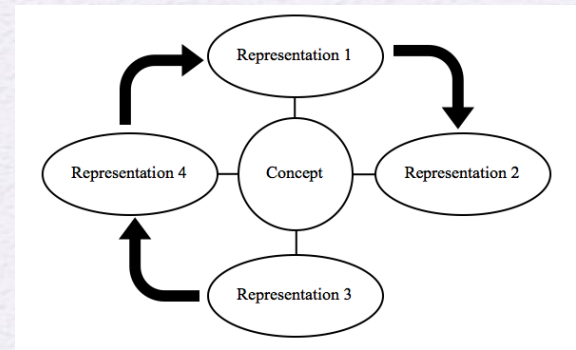 Representation 1
Representation 4
Concept
Representation 2
Representation 3